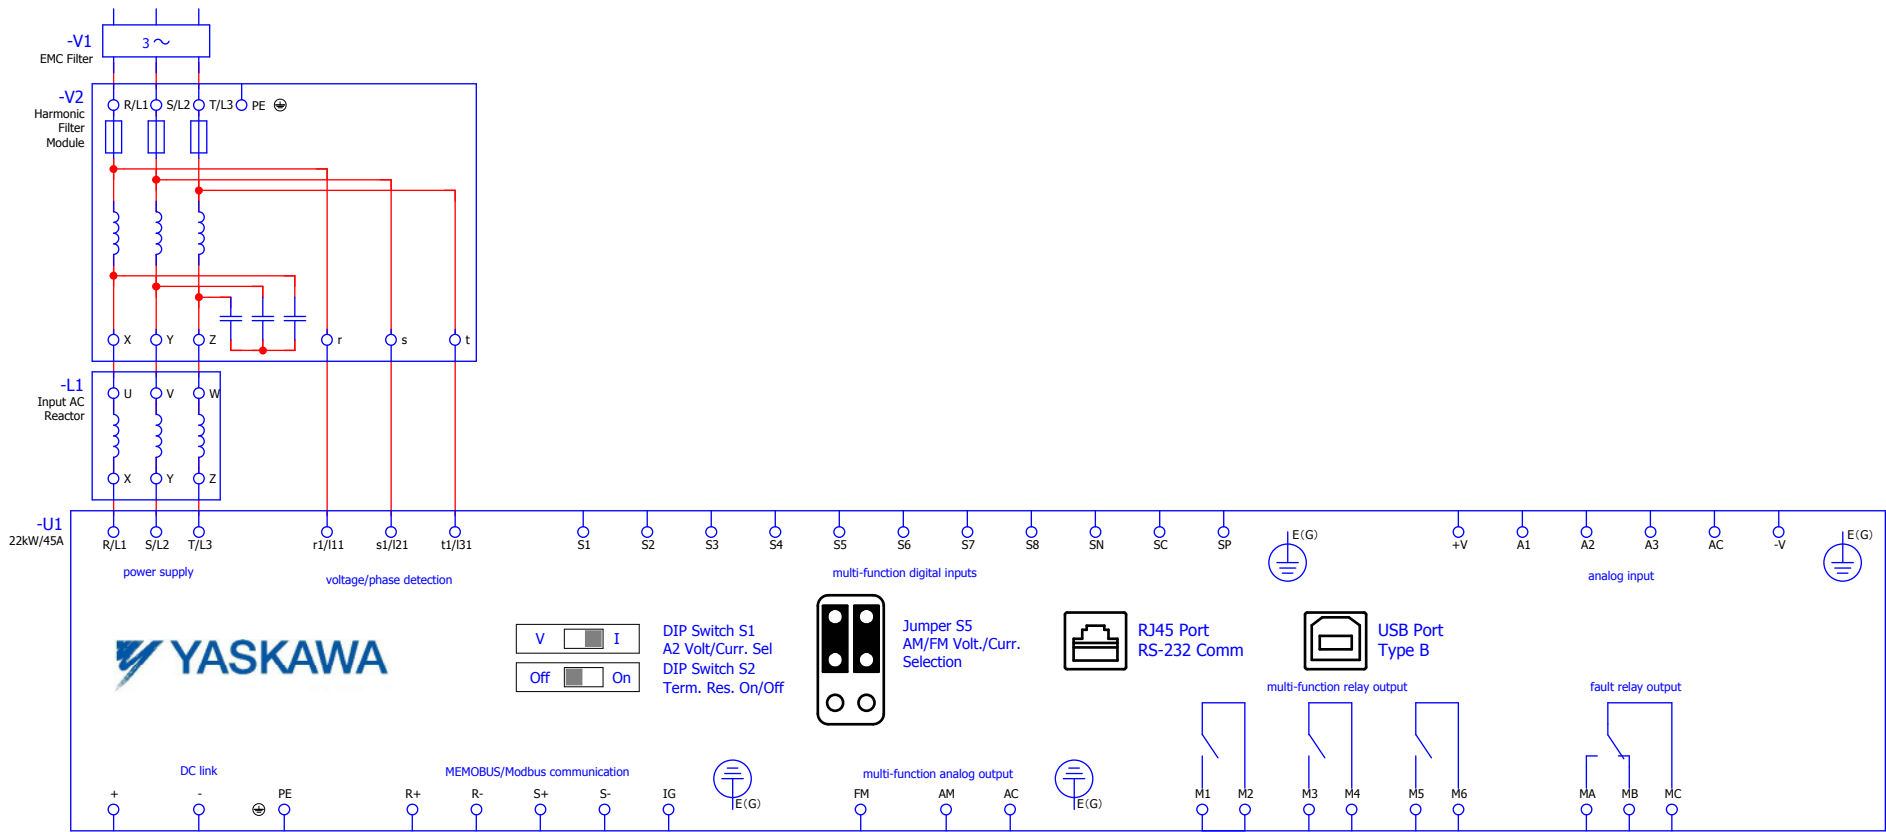 -V1
EMC Filter
3
-V2
Harmonic
Filter
Module
R/L1 S/L2 T/L3 PE
X Y Z r s t
-L1
Input AC
Reactor
U V W
X Y Z
-U1
22kW/45A
R/L1 S/L2 T/L3 r1/l11 s1/l21 t1/l31 S1 S2 S3 S4 S5 S6 S7 S8 SN SC SP E(G) +V A1 A2 A3 AC -V E(G)
power supply
voltage/phase detection
multi-function digital inputs
analog input
YASKAWA
V I
DIP Switch S1
A2 Volt/Curr. Sel
Off On
DIP Switch S2
Term. Res. On/Off
Jumper S5
AM/FM Volt./Curr.
Selection
RJ45 Port
RS-232 Comm
USB Port
Type B
multi-function relay output
fault relay output
DC link
MEMOBUS/Modbus communication
multi-function analog output
+ - PE R+ R- S+ S- IG E(G) FM AM AC E(G) M1 M2 M3 M4 M5 M6 MA MB MC